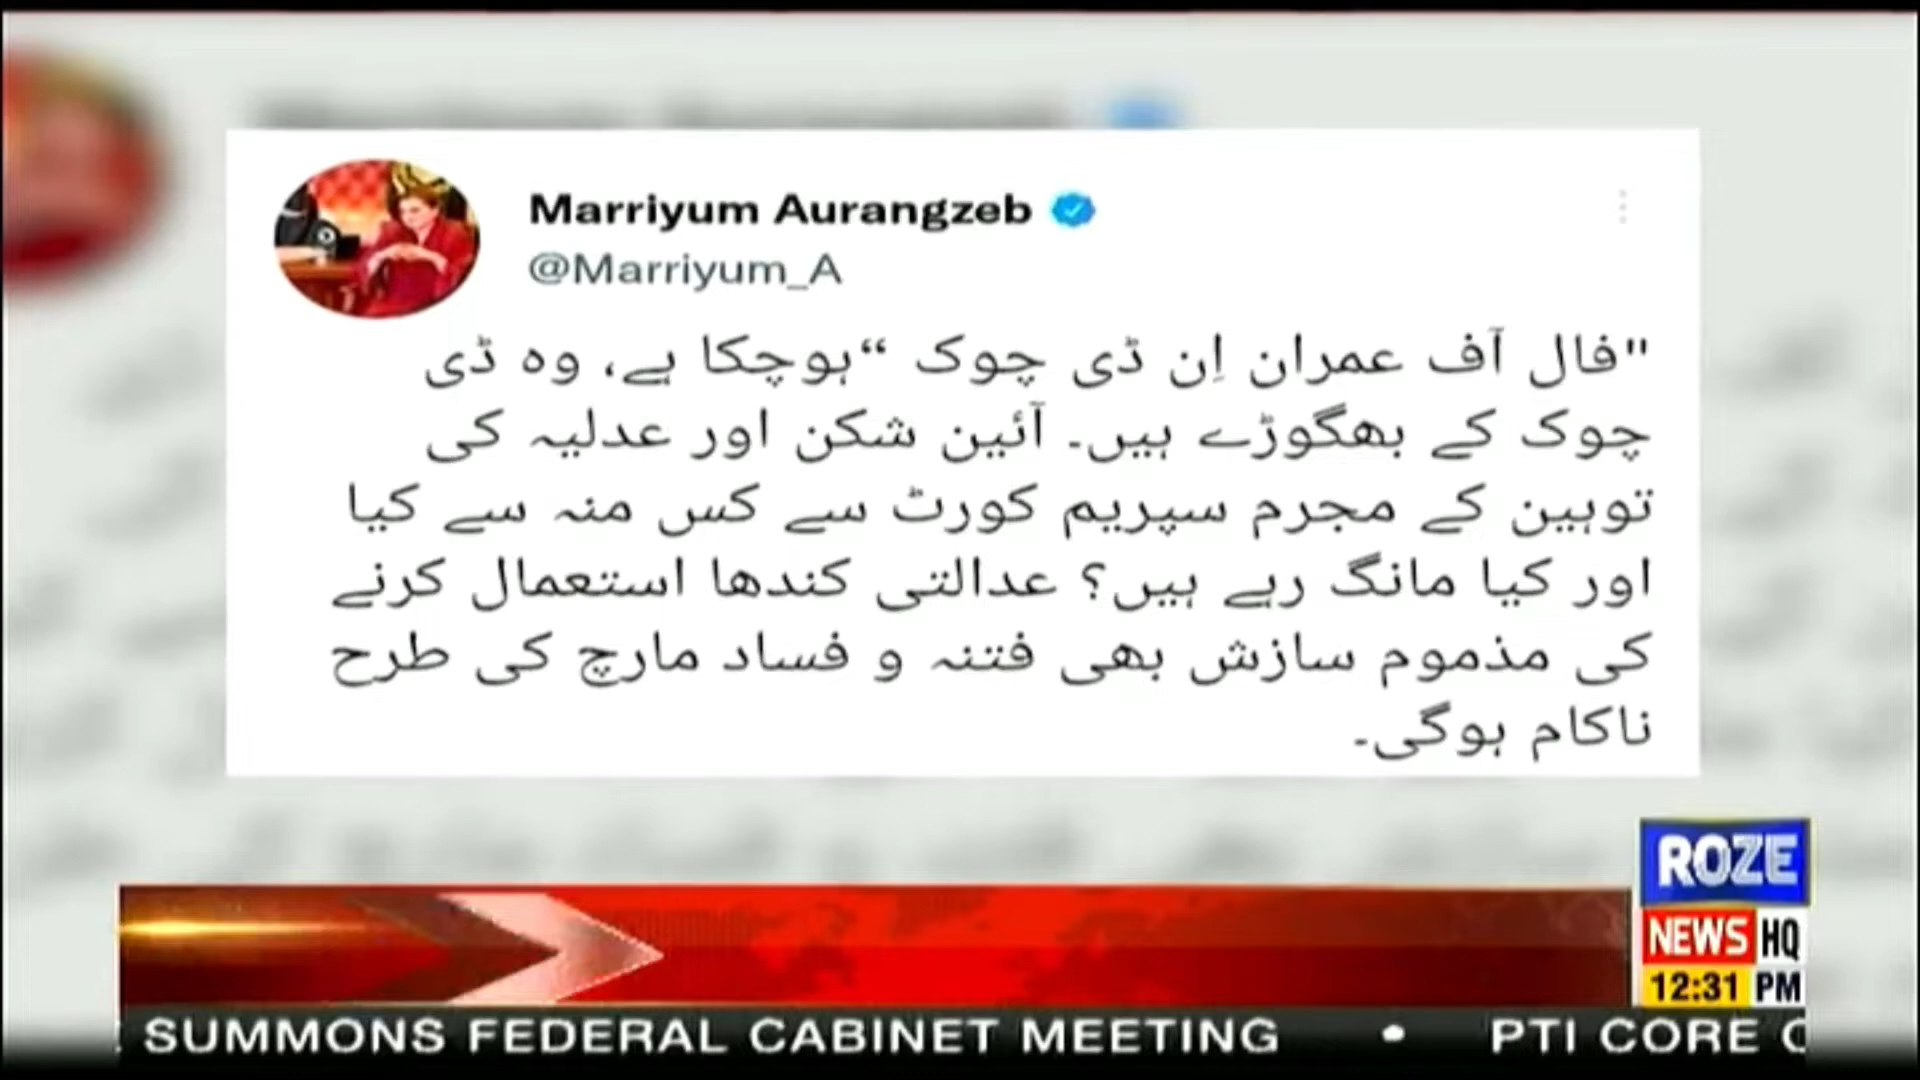 Marriyum Aurangzeb
@Marriyum_A
"فال آف عمران اِن ڈی چوک “ہوچکا ہے، وہ ڈی
چوک کے بھگوڑے ہیں۔ آئین شکن اور عدلیہ کی
توہین کے مجرم سپریم کورٹ سے کس منہ سے کیا
اور کیا مانگ رہے ہیں؟ عدالتی کندھا استعمال کرنے
کی مذموم سازش بھی فتنہ و فساد مارچ کی طرح
ناکام ہوگی۔
ROZE
NEWS HQ
12:31 PM
SUMMONS FEDERAL CABINET MEETING • PTI CORE